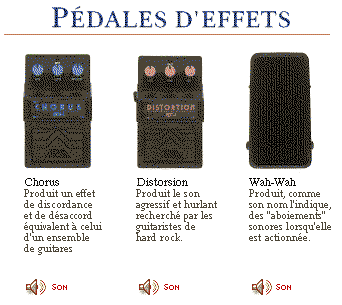 PÉDALES D'EFFETS
CHORUS
DISTORTION
Chorus
Produit un effet
de discordance
et de désaccord
équivalent à celui
d'un ensemble
de guitares
Distorsion
Produit le son
agressif et hurlant
recherché par les
guitaristes de
hard rock.
Wah-Wah
Produit, comme
son nom l'indique,
des "aboiements"
sonores lorsqu'elle
est actionnée.
SON
SON
SON